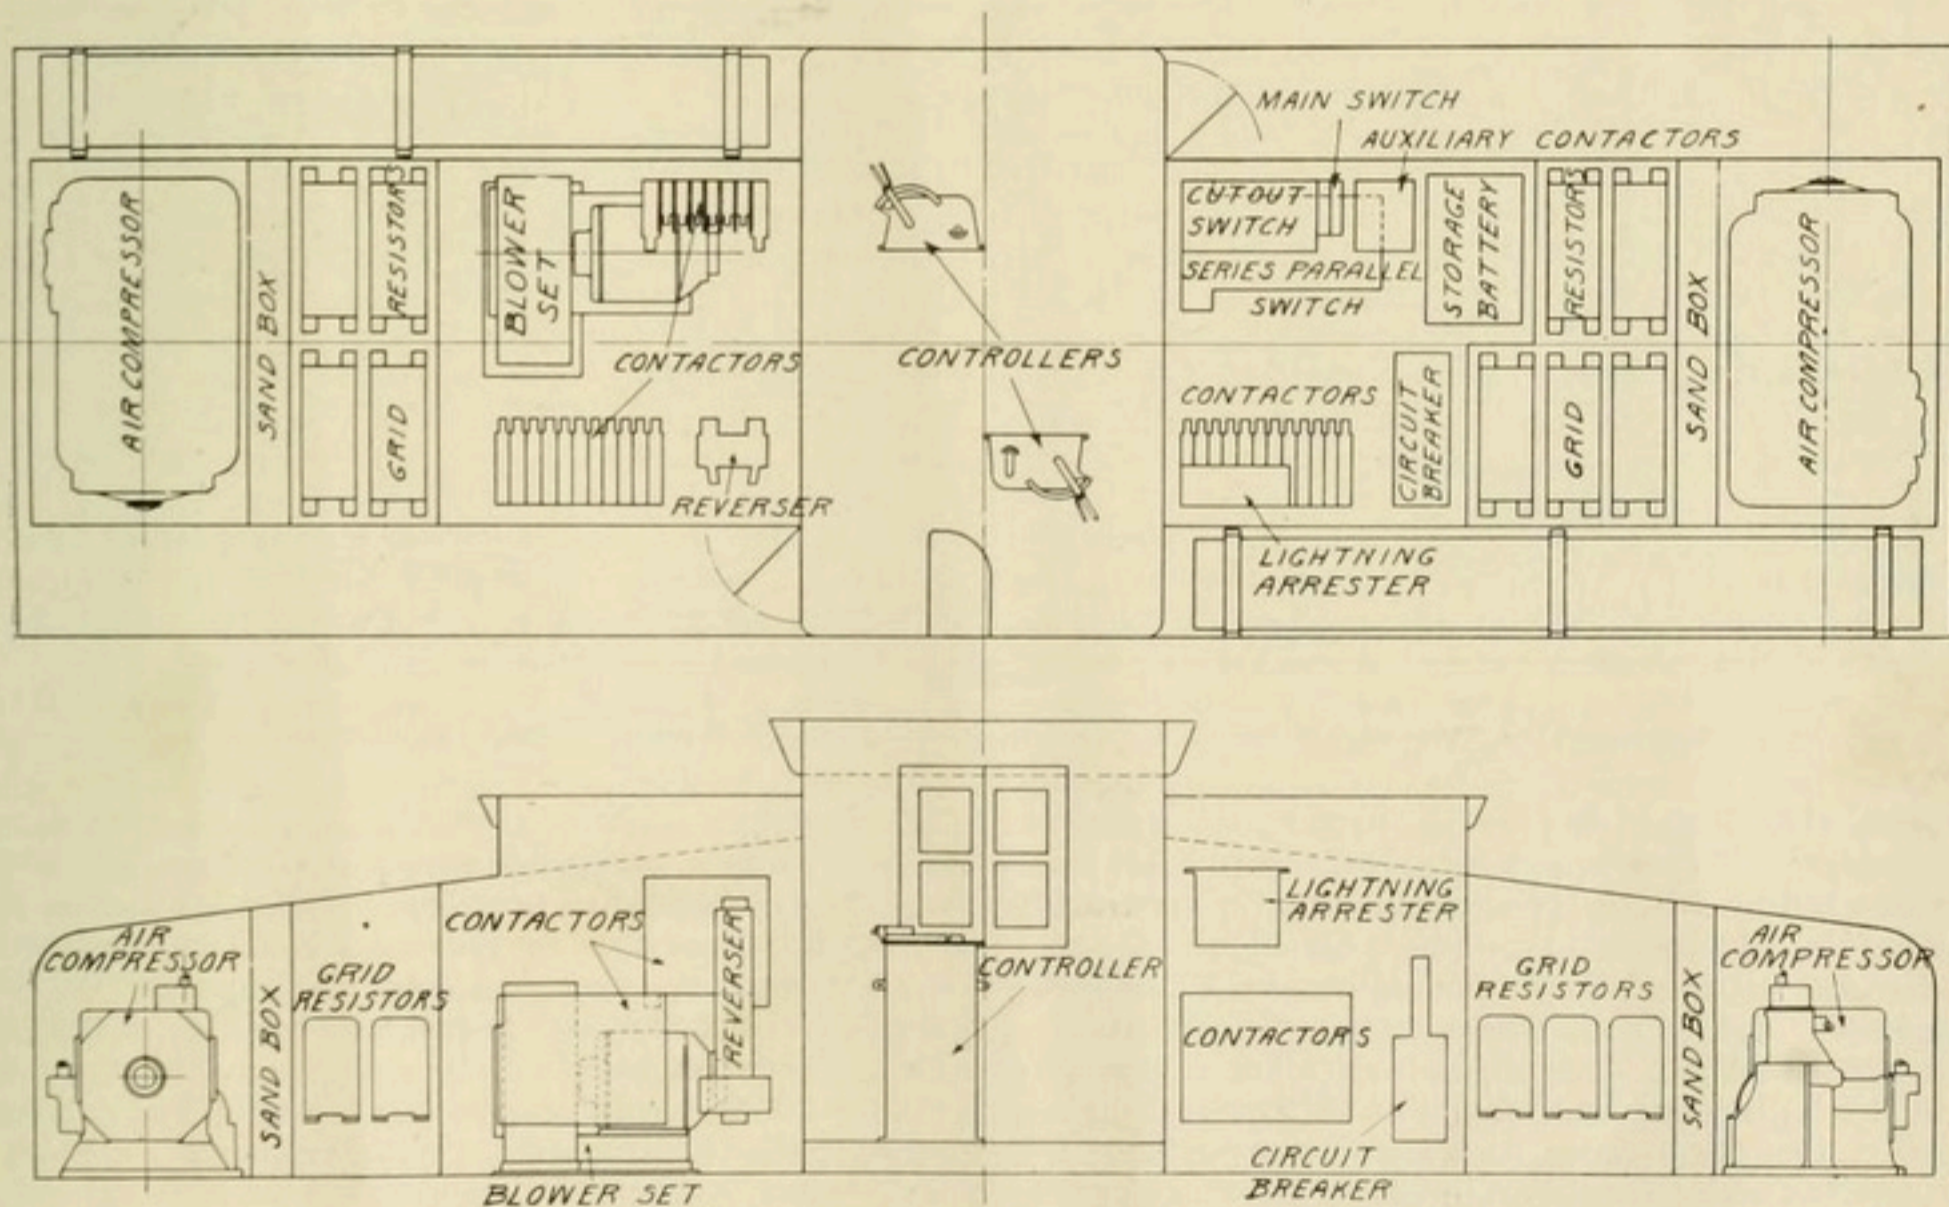 MAIN SWITCH
AUXILIARY CONTACTORS
AIR COMPRESSOR
SAND BOX
RESISTORS
GRID
BLOWER
SET
CONTACTORS
REVERSER
CONTROLLERS
CUTOUT
SWITCH
SERIES PARALLEL
SWITCH
STORAGE
BATTERY
CONTACTORS
CIRCUIT
BREAKER
LIGHTNING
ARRESTER
RESISTORS
GRID
SAND BOX
AIR COMPRESSOR
AIR
COMPRESSOR
SAND BOX
GRID
RESISTORS
CONTACTORS
REVERSER
BLOWER SET
CONTROLLER
LIGHTNING
ARRESTER
CONTACTORS
CIRCUIT
BREAKER
GRID
RESISTORS
SAND BOX
AIR
COMPRESSOR